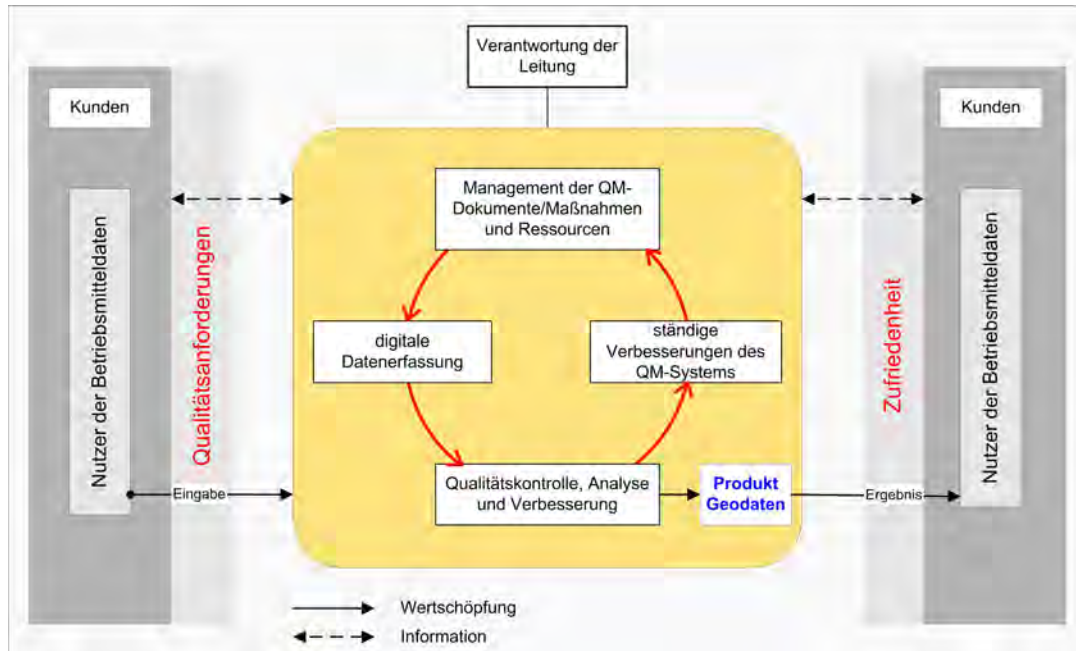 Verantwortung der
Leitung
Kunden
Kunden
Management der QM-
Dokumente/Maßnahmen
und Ressourcen
Nutzer der Betriebsmitteldaten
Qualitätsanforderungen
digitale
Datenerfassung
ständige
Verbesserungen des
QM-Systems
Zufriedenheit
Nutzer der Betriebsmitteldaten
Eingabe
Qualitätskontrolle, Analyse
und Verbesserung
Produkt
Geodaten
Ergebnis
Wertschöpfung
Information